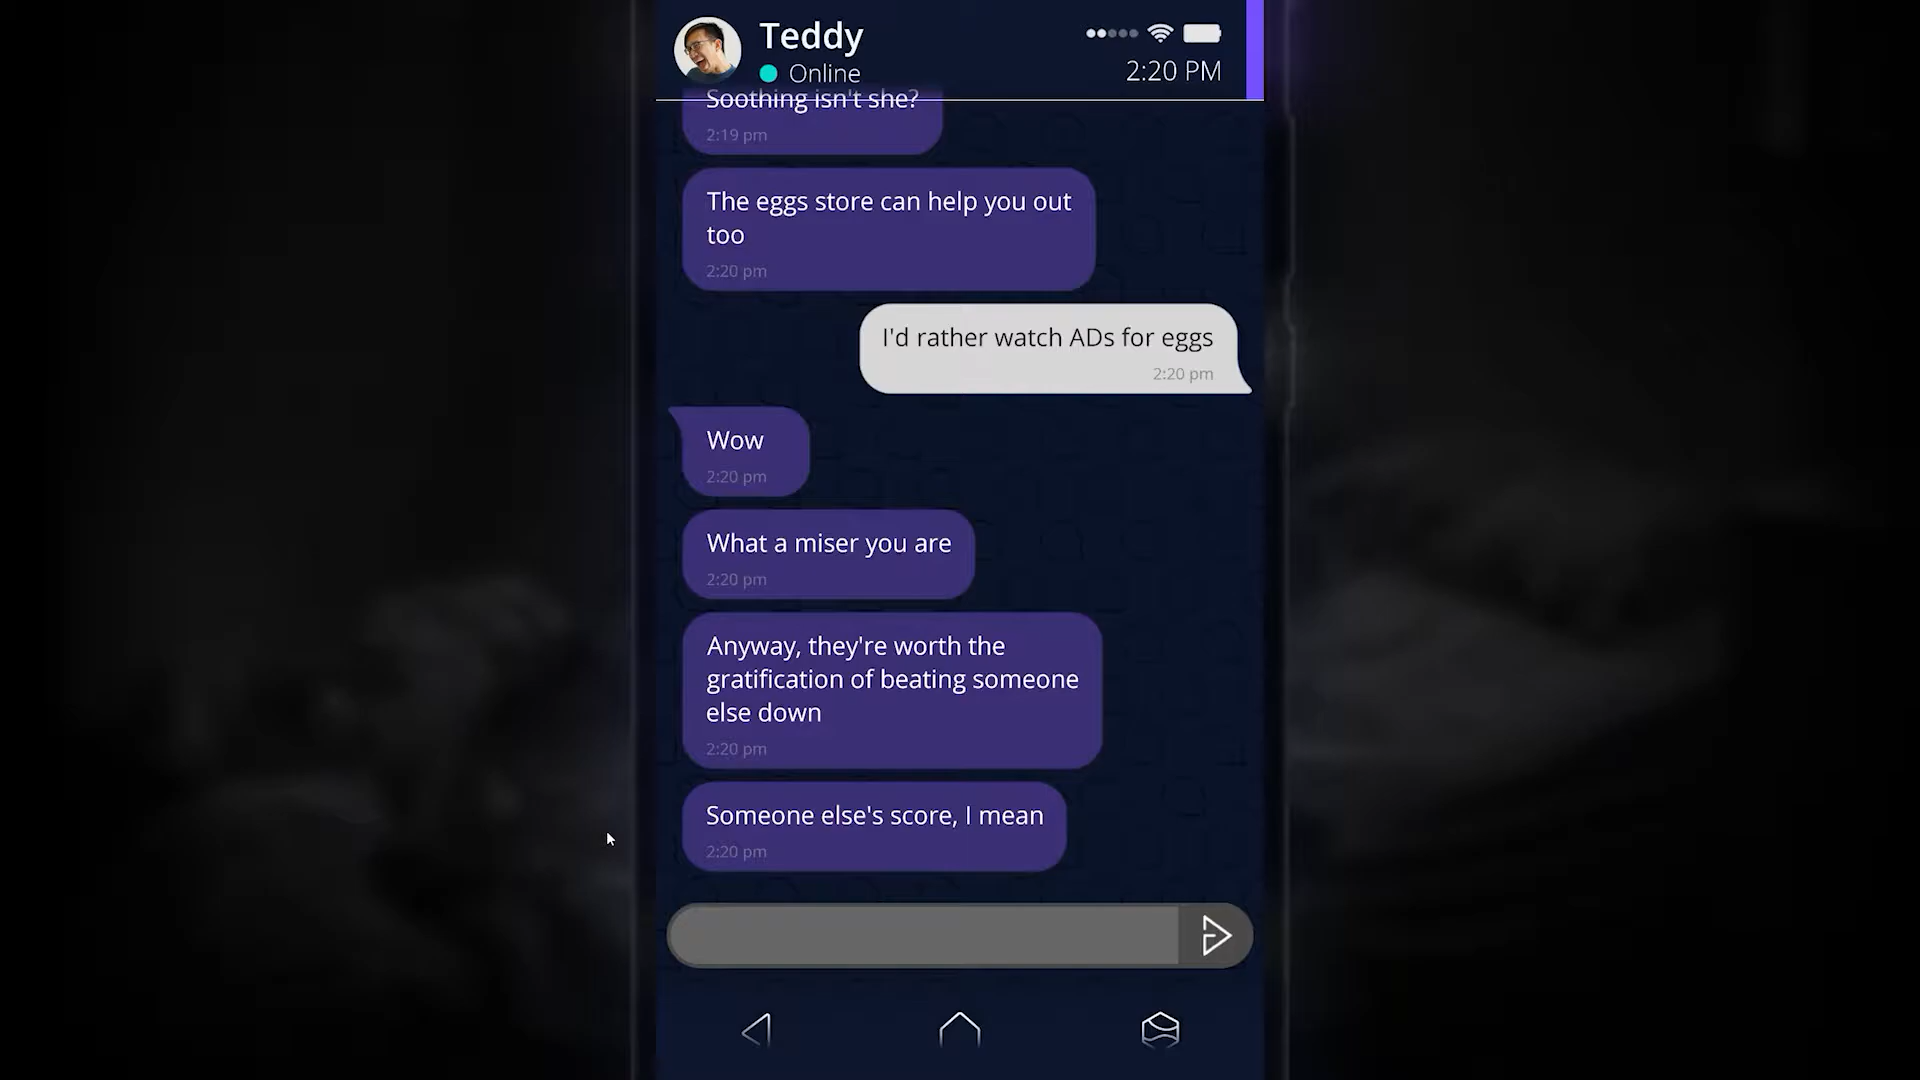 Teddy
Online
2:20 PM
Soothing isn't she?
2:19 pm
The eggs store can help you out
too
2:20 pm
I'd rather watch ADs for eggs
2:20 pm
Wow
2:20 pm
What a miser you are
2:20 pm
Anyway, they're worth the
gratification of beating someone
else down
2:20 pm
Someone else's score, I mean
2:20 pm